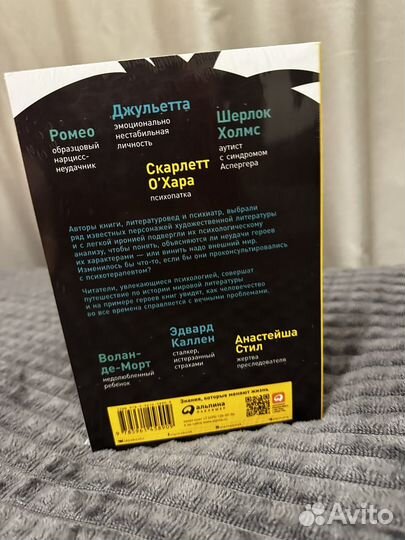 Ромео
образцовый
нарцисс-
неудачник
Джульетта
эмоционально
нестабильная
личность
Шерлок
Холмс
аутист
с синдромом
Аспергера
Скарлетт
О'Хара
психопатка
Авторы книги, литературовед и психиатр, выбрали
ряд известных персонажей художественной литературы
и с легкой иронией подвергли их психологическому
анализу, чтобы понять, объясняются ли неудачи героев
их характерами — или винить надо внешний мир.
Изменилось бы что-то, если бы они проконсультировались
с психотерапевтом?
Читатели, увлекающиеся психологией, совершат
путешествие по истории мировой литературы
и на примере героев книг увидят, как человечество
во все времена справляется с вечными проблемами.
Волан-
де-Морт
недолюбленный
ребенок
Эдвард
Каллен
сталкер,
истерзанный
страхами
Анастейша
Стил
жертва
преследователя
Знания, которые меняют жизнь
альпина
ПАБЛИШЕР
Avito